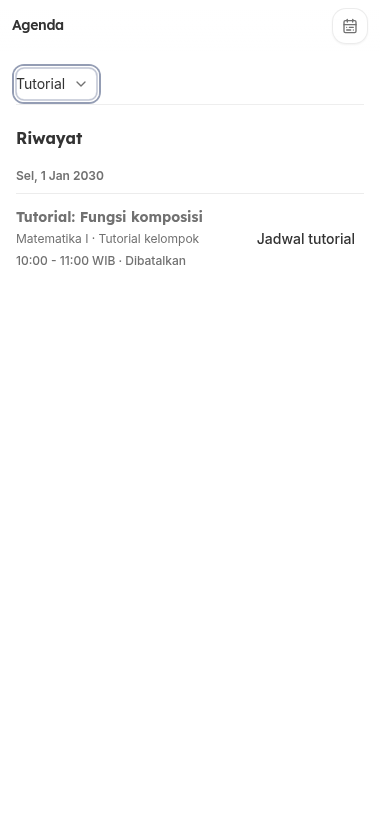 Agenda
Tutorial
Riwayat
Sel, 1 Jan 2030
Tutorial: Fungsi komposisi
Matematika I · Tutorial kelompok
Jadwal tutorial
10:00 - 11:00 WIB · Dibatalkan